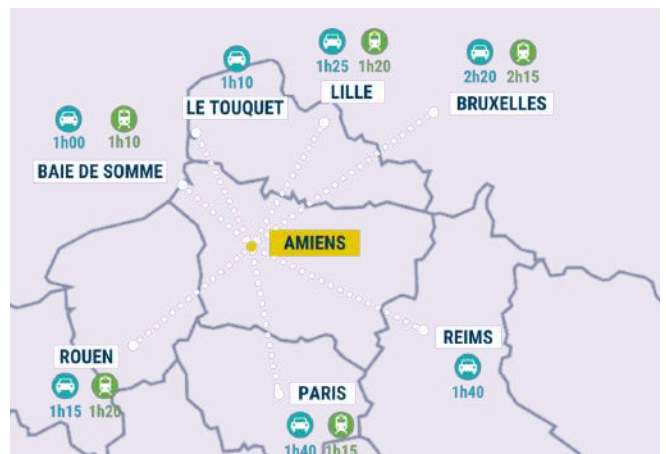 1h10
LE TOUQUET
1h25 1h20
LILLE
2h20 2h15
BRUXELLES
1h00 1h10
BAIE DE SOMME
AMIENS
ROUEN
1h15 1h20
PARIS
1h40 1h15
REIMS
1h40